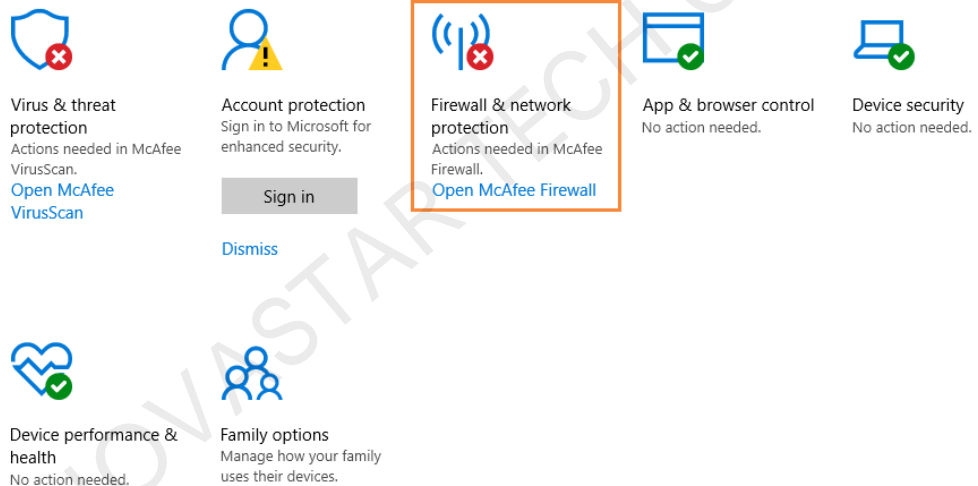 Virus & threat
protection
Actions needed in McAfee
VirusScan.
Open McAfee
VirusScan
Account protection
Sign in to Microsoft for
enhanced security.
Sign in
Dismiss
Firewall & network
protection
Actions needed in McAfee
Firewall.
Open McAfee Firewall
App & browser control
No action needed.
Device security
No action needed.
Device performance &
health
No action needed.
Family options
Manage how your family
uses their devices.
OVASTAR TECH